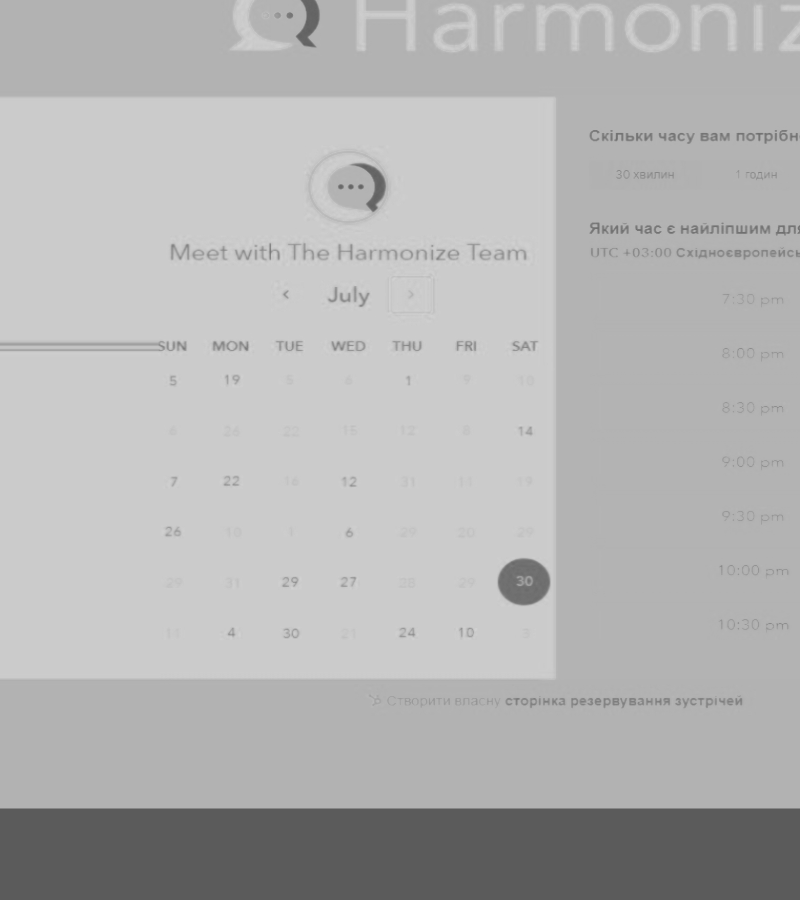 Harmoniz
Meet with The Harmonize Team
July
SUN MON TUE WED THU FRI SAT
5 19 5 6 1 9 10
6 26 22 15 12 8 14
7 22 16 12 31 11 19
26 10 1 6 29 20 29
29 31 29 27 28 29 30
11 4 30 21 24 10 3
Скільки часу вам потрібн
30 хвилин 1 годин
Який час є найліпшим для
UTC +03:00 Східноєвропейсь
7:30 pm
8:00 pm
8:30 pm
9:00 pm
9:30 pm
10:00 pm
10:30 pm
Створити власну сторінка резервування зустрічей